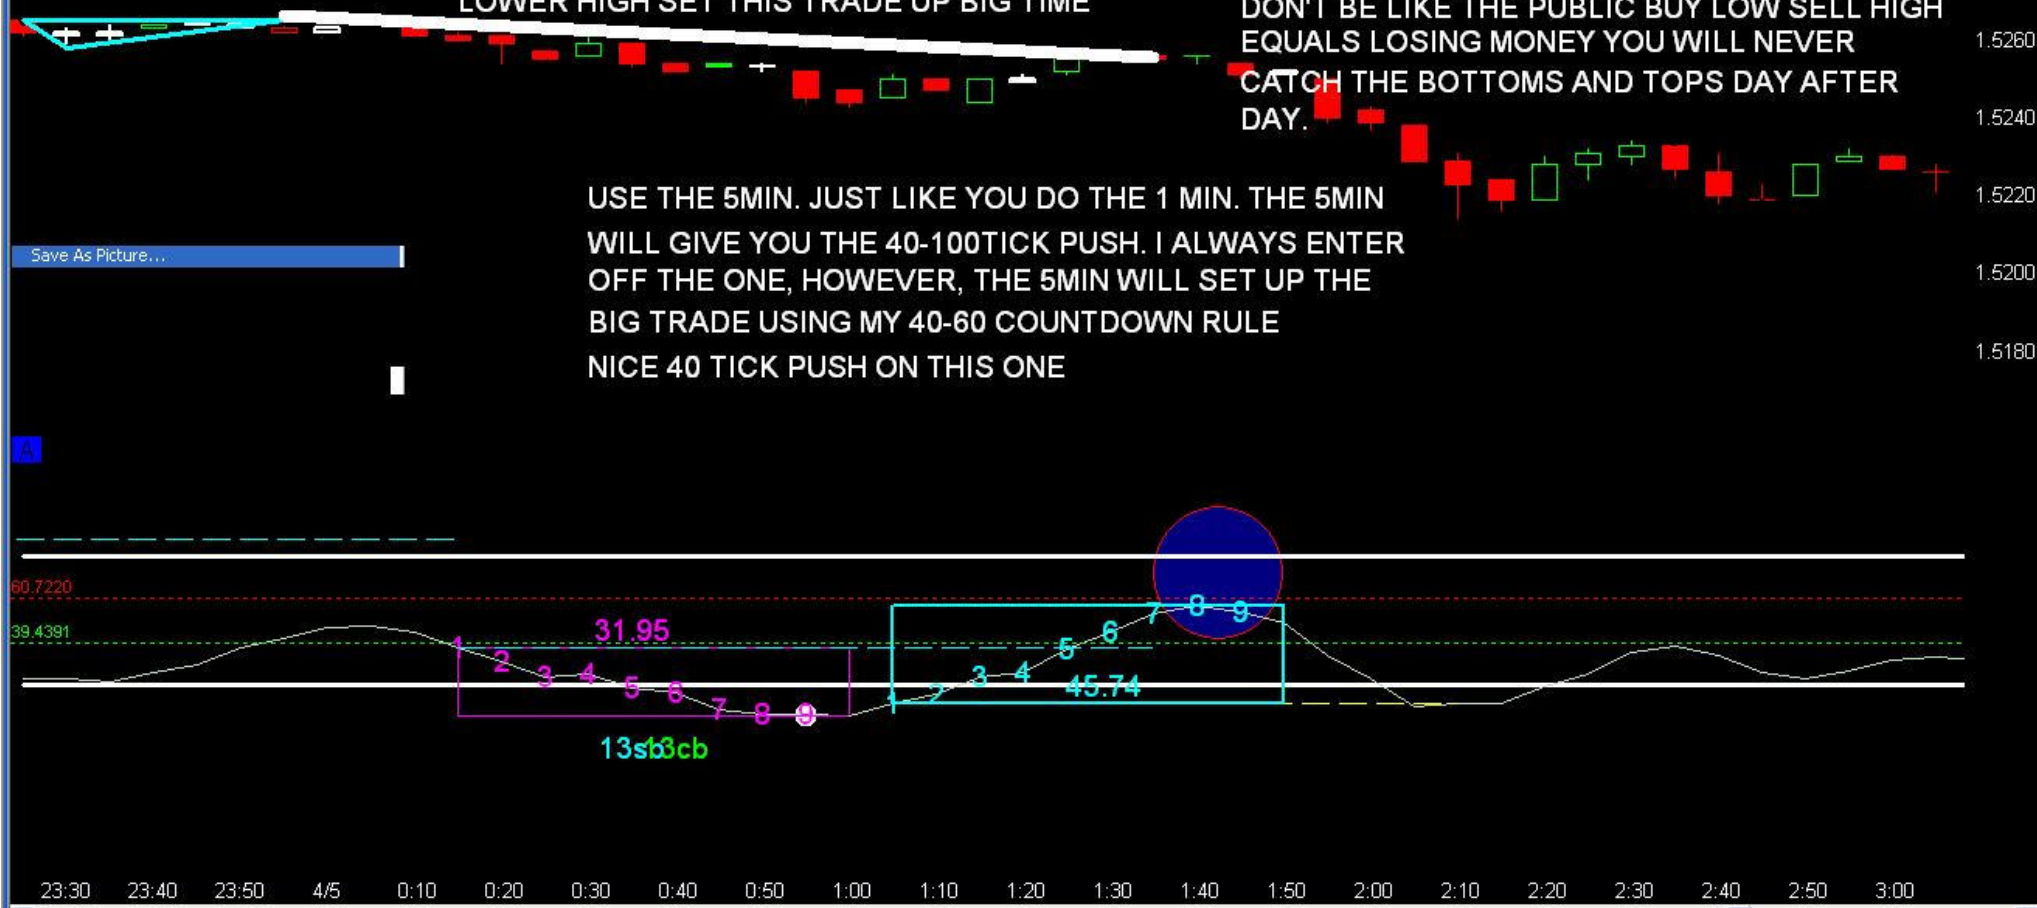 LOWER HIGH SET THIS TRADE UP BIG TIME
DON'T BE LIKE THE PUBLIC BUY LOW SELL HIGH
EQUALS LOSING MONEY YOU WILL NEVER
CATCH THE BOTTOMS AND TOPS DAY AFTER
DAY.
1.5260
1.5240
1.5220
1.5200
1.5180
USE THE 5MIN. JUST LIKE YOU DO THE 1 MIN. THE 5MIN
WILL GIVE YOU THE 40-100TICK PUSH. I ALWAYS ENTER
OFF THE ONE, HOWEVER, THE 5MIN WILL SET UP THE
BIG TRADE USING MY 40-60 COUNTDOWN RULE
NICE 40 TICK PUSH ON THIS ONE
Save As Picture...
A
60.7220
39.4391
31.95
1 2 3 4 5 6 7 8 9
1 2 3 4 5 6 7 8 9
45.74
13sb 13cb
23:30 23:40 23:50 4/5 0:10 0:20 0:30 0:40 0:50 1:00 1:10 1:20 1:30 1:40 1:50 2:00 2:10 2:20 2:30 2:40 2:50 3:00